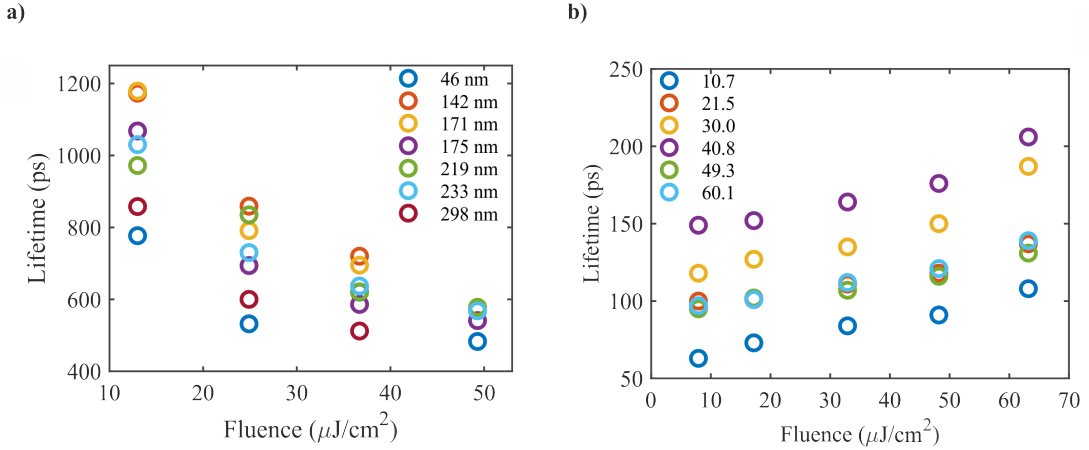 a)
1200
1000
800
600
400
10 20 30 40 50
Lifetime (ps)
Fluence (μJ/cm²)
46 nm
142 nm
171 nm
175 nm
219 nm
233 nm
298 nm
b)
250
200
150
100
50
0 10 20 30 40 50 60 70
Lifetime (ps)
Fluence (μJ/cm²)
10.7
21.5
30.0
40.8
49.3
60.1